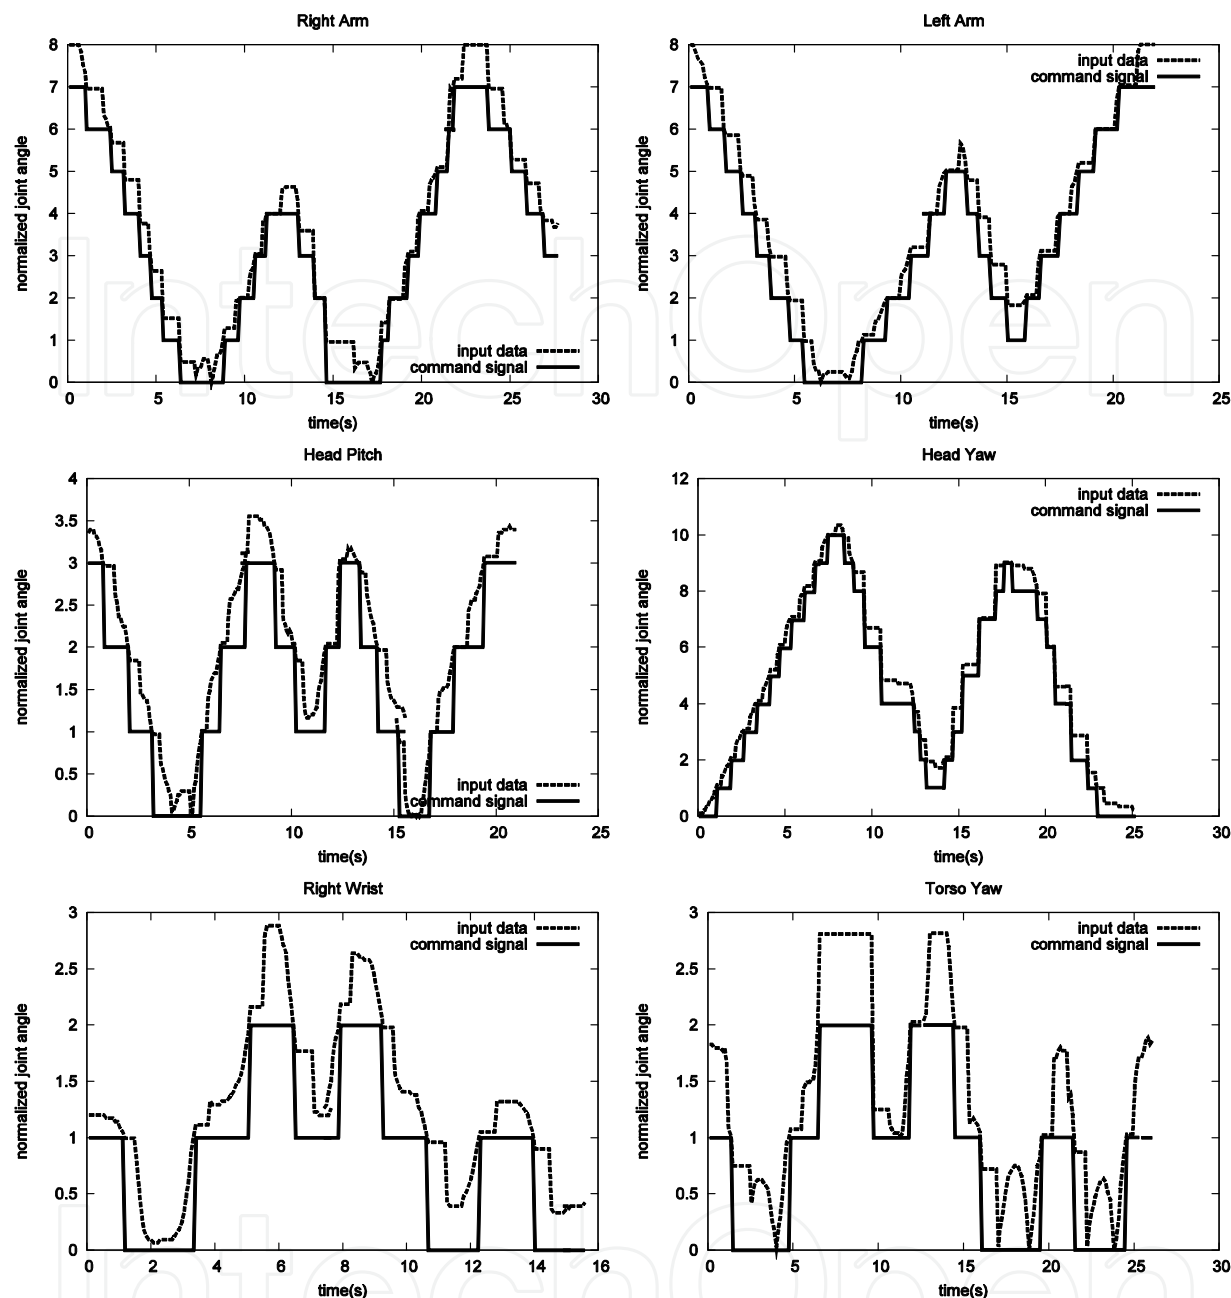 Right Arm
8
7
6
5
4
3
2
1
0
normalized joint angle
input data
command signal
0 5 10 15 20 25 30
time(s)
Left Arm
8
7
6
5
4
3
2
1
0
normalized joint angle
input data
command signal
0 5 10 15 20 25
time(s)
Head Pitch
4
3.5
3
2.5
2
1.5
1
0.5
0
normalized joint angle
input data
command signal
0 5 10 15 20 25
time(s)
Head Yaw
12
10
8
6
4
2
0
normalized joint angle
input data
command signal
0 5 10 15 20 25 30
time(s)
Right Wrist
3
2.5
2
1.5
1
0.5
0
normalized joint angle
input data
command signal
0 2 4 6 8 10 12 14 16
time(s)
Torso Yaw
3
2.5
2
1.5
1
0.5
0
normalized joint angle
input data
command signal
0 5 10 15 20 25 30
time(s)
IntechOpen
IntechOpen